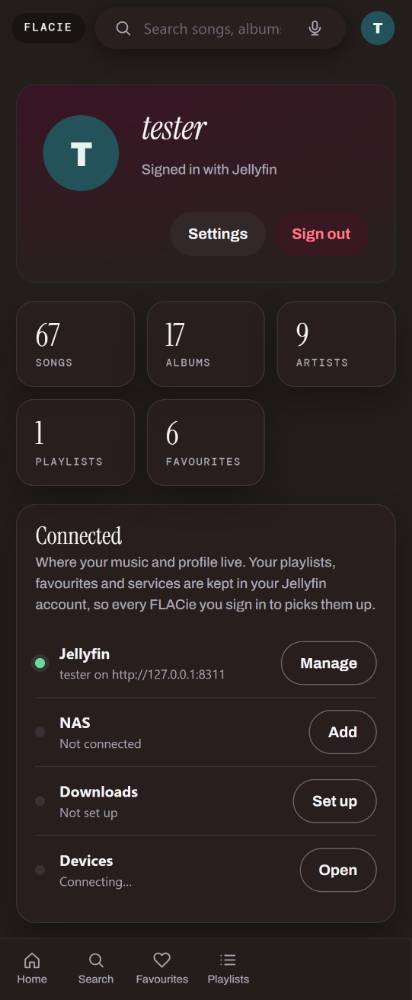 FLACIE
Search songs, album
T
T
tester
Signed in with Jellyfin
Settings
Sign out
67
SONGS
17
ALBUMS
9
ARTISTS
1
PLAYLISTS
6
FAVOURITES
Connected
Where your music and profile live. Your playlists,
favourites and services are kept in your Jellyfin
account, so every FLACie you sign in to picks them up.
Jellyfin
tester on http://127.0.0.1:8311
Manage
NAS
Not connected
Add
Downloads
Not set up
Set up
Devices
Connecting...
Open
Home
Search
Favourites
Playlists